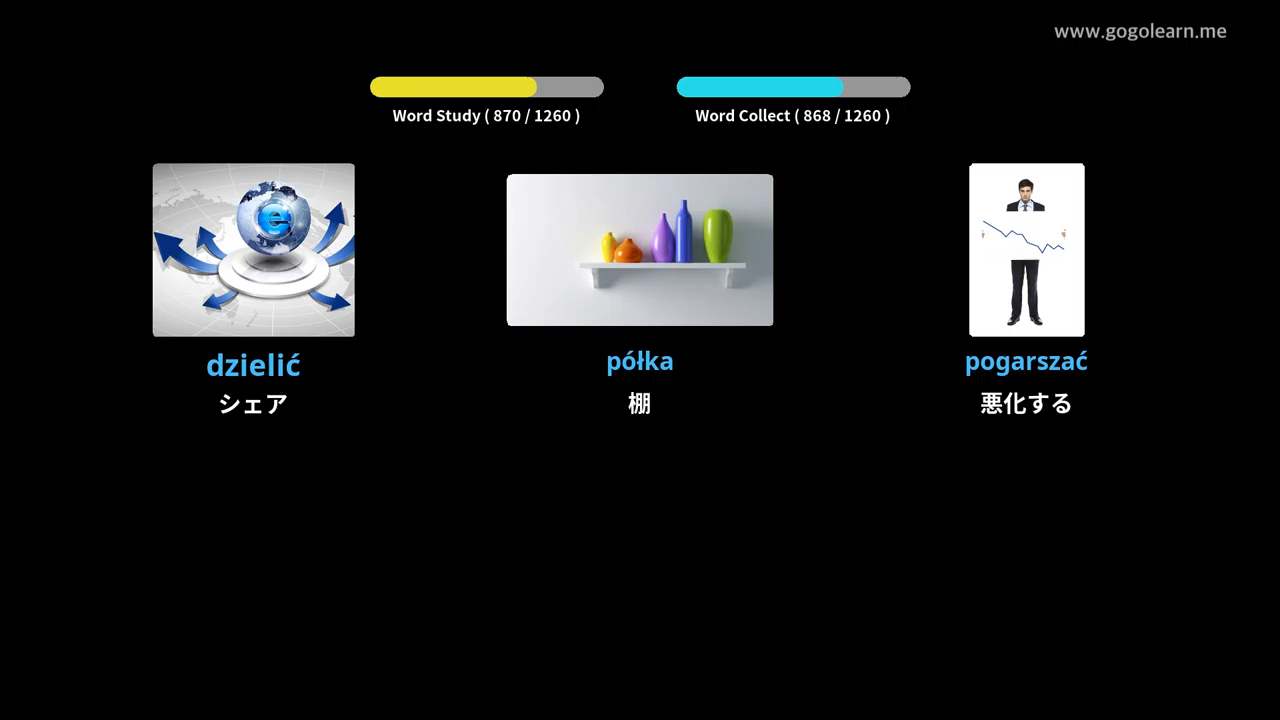 www.gogolearn.me
Word Study ( 870 / 1260 )
Word Collect ( 868 / 1260 )
e
dzielić
półka
pogarszać
シェア
棚
悪化する